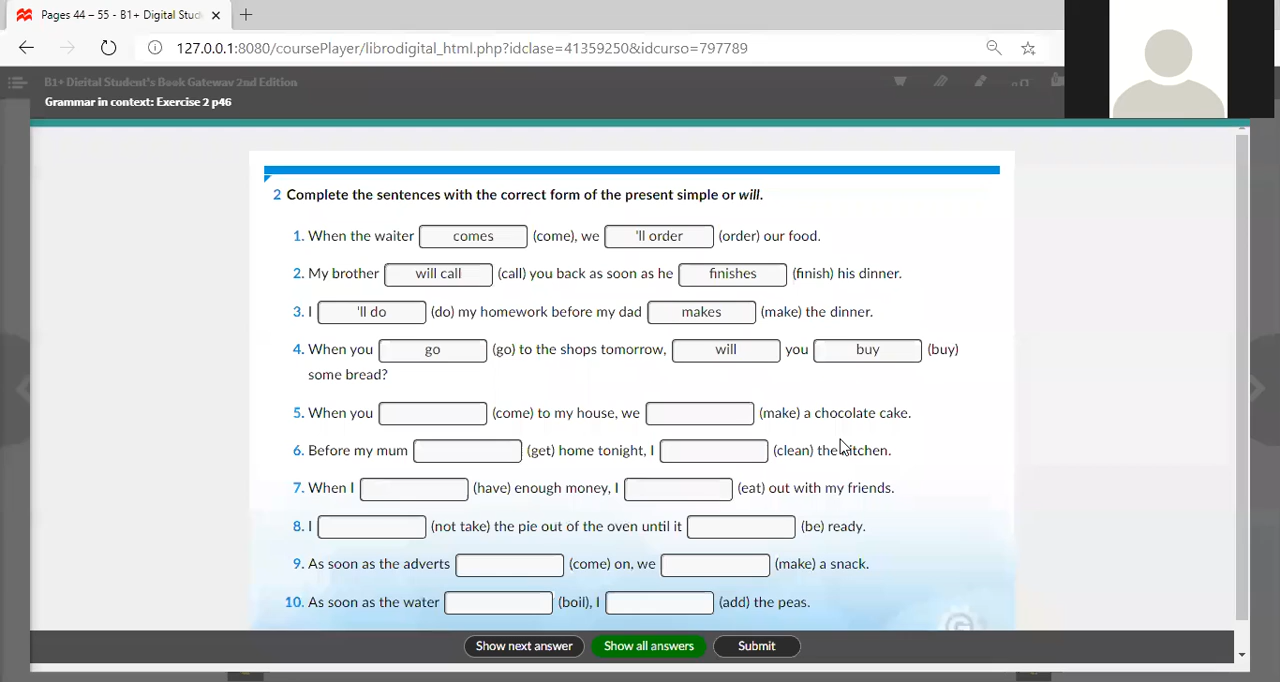 Pages 44 – 55 - B1+ Digital Stud
127.0.0.1:8080/coursePlayer/librodigital_html.php?idclase=41359250&idcurso=797789
B1+ Digital Student's Book Gateway 2nd Edition
Grammar in context: Exercise 2 p46
2 Complete the sentences with the correct form of the present simple or will.
1. When the waiter comes (come), we 'll order (order) our food.
2. My brother will call (call) you back as soon as he finishes (finish) his dinner.
3. I 'll do (do) my homework before my dad makes (make) the dinner.
4. When you go (go) to the shops tomorrow, will you buy (buy)
some bread?
5. When you (come) to my house, we (make) a chocolate cake.
6. Before my mum (get) home tonight, I (clean) the kitchen.
7. When I (have) enough money, I (eat) out with my friends.
8. I (not take) the pie out of the oven until it (be) ready.
9. As soon as the adverts (come) on, we (make) a snack.
10. As soon as the water (boil), I (add) the peas.
Show next answer Show all answers Submit